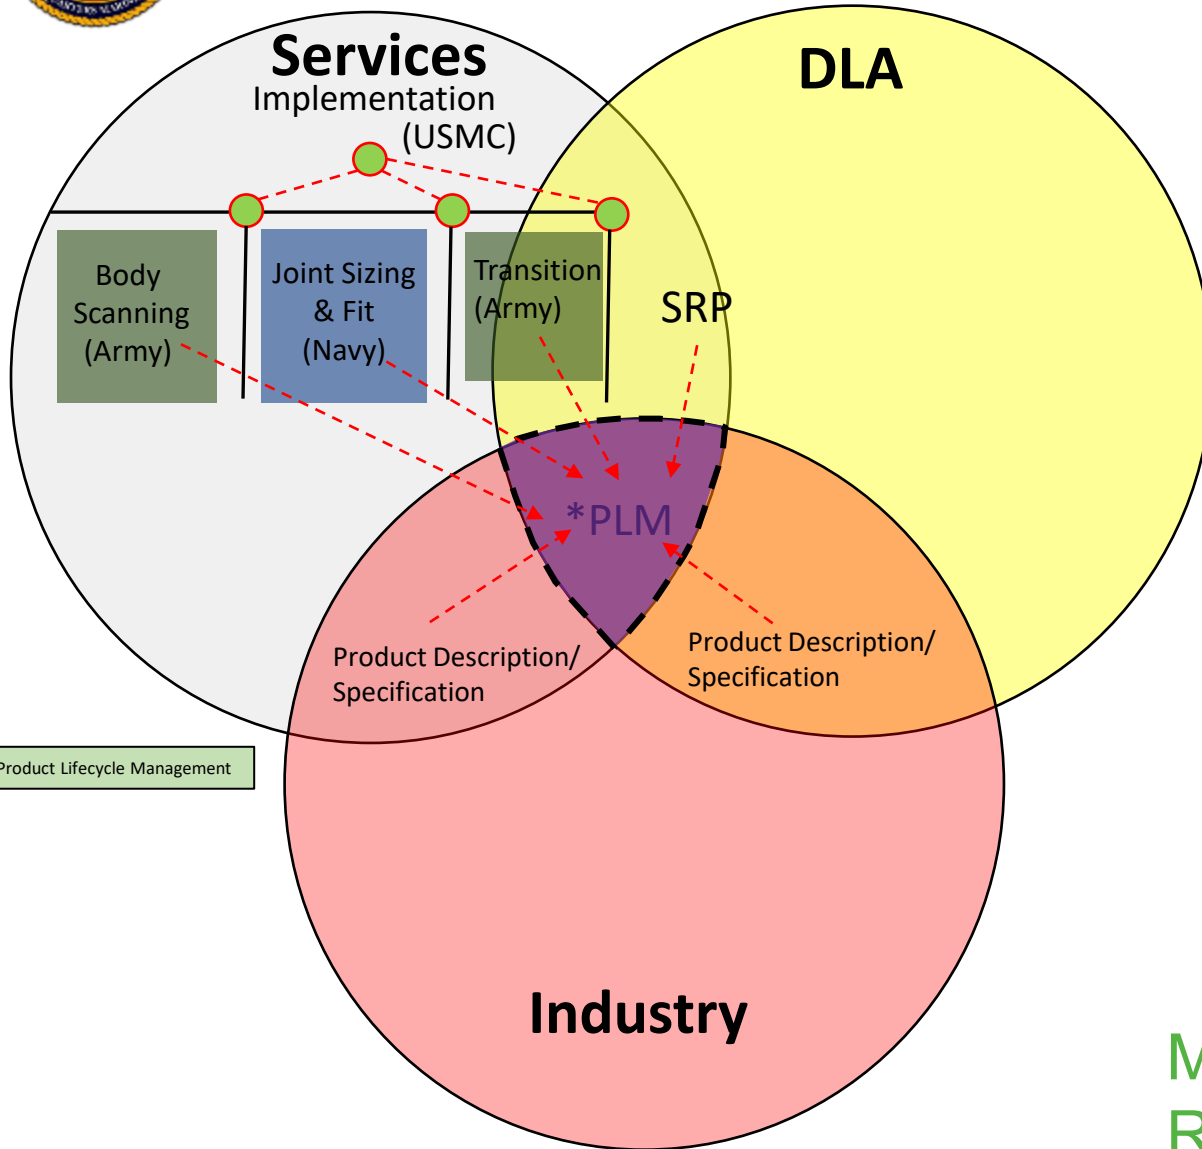 Services
Implementation
(USMC)
DLA
Body
Scanning
(Army)
Joint Sizing
& Fit
(Navy)
Transition
(Army)
SRP
*PLM
Product Description/
Specification
Product Description/
Specification
Product Lifecycle Management
Industry
M
R